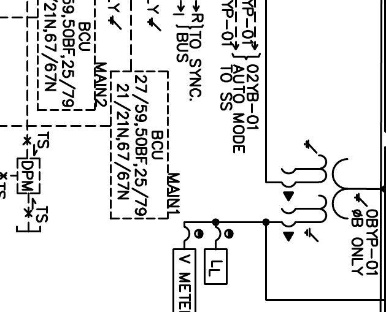 YP-01
YP-01
02YB-01
AUTO MODE
TO SS
R
TO SYNC.
BUS
Y
Y
BCU
59,50BF,25/79
21N,67/67N
MAIN2
BCU
27/59,50BF,25/79
21/21N,67/67N
MAIN1
0BYP-01
ØB ONLY
TS
DPM
TS
TS
LL
V METE